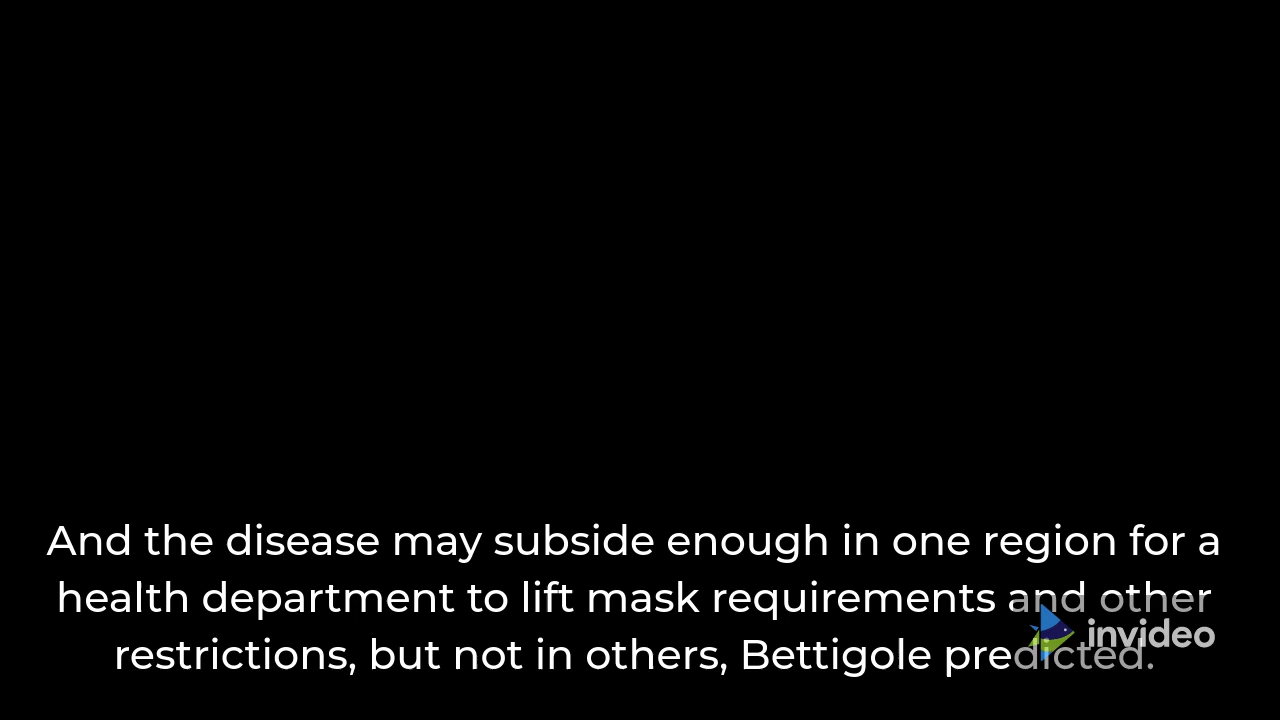 And the disease may subside enough in one region for a
health department to lift mask requirements and other
restrictions, but not in others, Bettigole predicted.
invideo